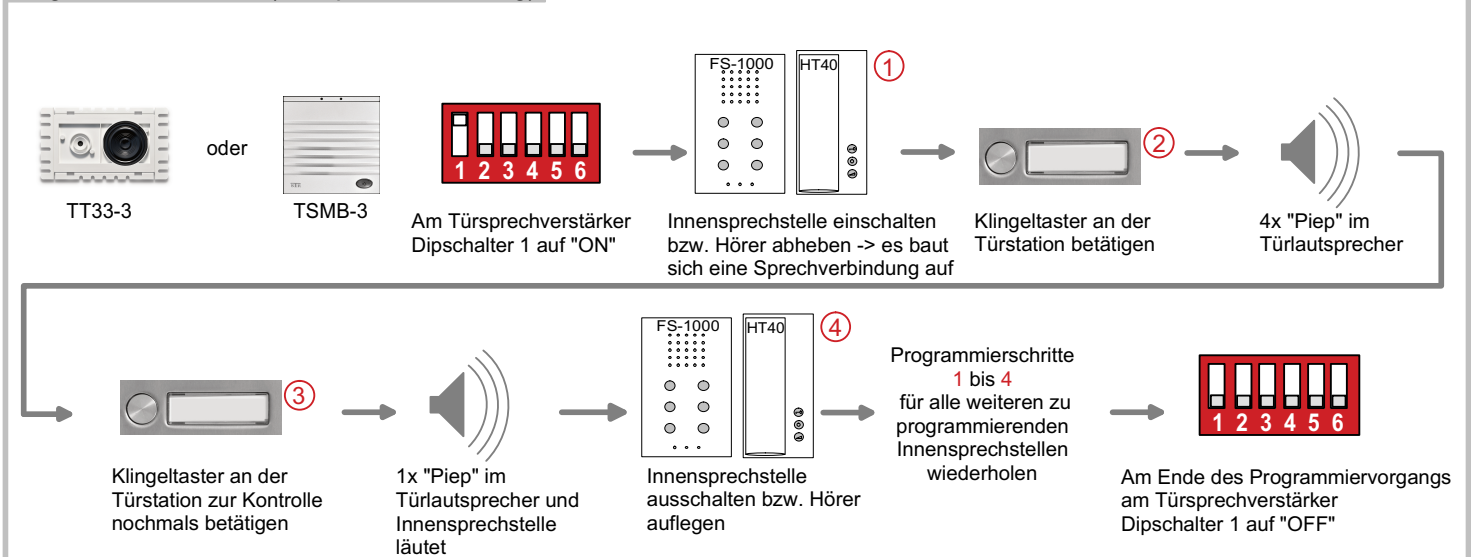 FS-1000
HT40
1
oder
1 2 3 4 5 6
2
TT33-3
TSMB-3
Am Türsprechverstärker
Dipschalter 1 auf "ON"
Innensprechstelle einschalten
bzw. Hörer abheben -> es baut
sich eine Sprechverbindung auf
Klingeltaster an der
Türstation betätigen
4x "Piep" im
Türlautsprecher
3
Klingeltaster an der
Türstation zur Kontrolle
nochmals betätigen
1x "Piep" im
Türlautsprecher und
Innensprechstelle
läutet
FS-1000
HT40
4
Innensprechstelle
ausschalten bzw. Hörer
auflegen
Programmierschritte
1 bis 4
für alle weiteren zu
programmierenden
Innensprechstellen
wiederholen
1 2 3 4 5 6
Am Ende des Programmiervorgangs
am Türsprechverstärker
Dipschalter 1 auf "OFF"